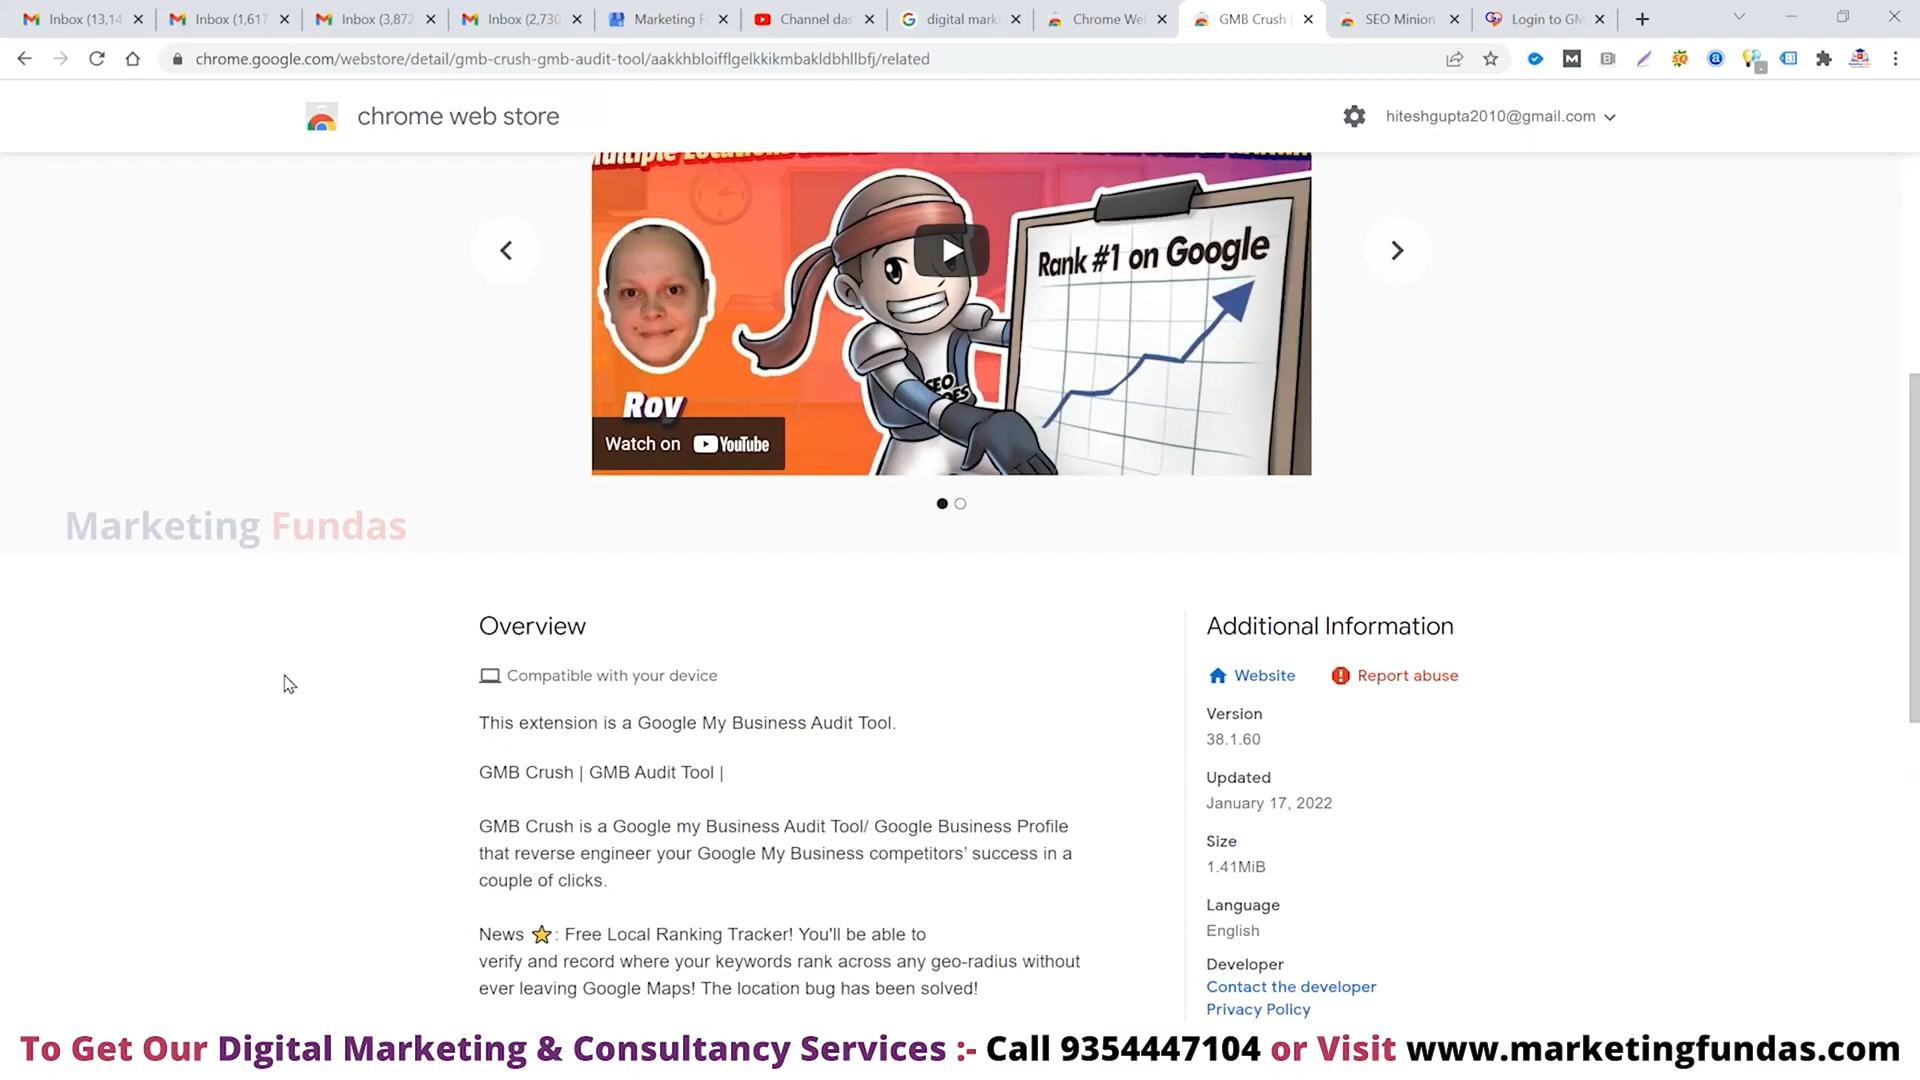 Inbox (13,14
Inbox (1,617
Inbox (3,872
Inbox (2,730
Marketing F
Channel das
digital mark
Chrome Wel
GMB Crush |
SEO Minion
Login to GM
chrome.google.com/webstore/detail/gmb-crush-gmb-audit-tool/aakkhbloifflgelkkikmbakldbhllbfj/related
chrome web store
hiteshgupta2010@gmail.com
Rank #1 on Google
SEO
Roy
Watch on YouTube
Marketing Fundas
Overview
Compatible with your device
This extension is a Google My Business Audit Tool.
GMB Crush | GMB Audit Tool |
GMB Crush is a Google my Business Audit Tool/ Google Business Profile
that reverse engineer your Google My Business competitors' success in a
couple of clicks.
News ⭐: Free Local Ranking Tracker! You'll be able to
verify and record where your keywords rank across any geo-radius without
ever leaving Google Maps! The location bug has been solved!
Additional Information
Website
Report abuse
Version
38.1.60
Updated
January 17, 2022
Size
1.41MiB
Language
English
Developer
Contact the developer
Privacy Policy
To Get Our Digital Marketing & Consultancy Services :- Call 9354447104 or Visit www.marketingfundas.com